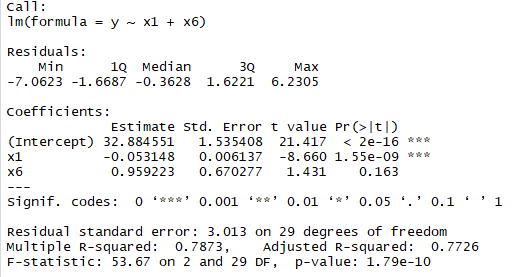 Call:
lm(formula = y ~ x1 + x6)
Residuals:
Min 1Q Median 3Q Max
-7.0623 -1.6687 -0.3628 1.6221 6.2305
Coefficients:
Estimate Std. Error t value Pr(>|t|)
(Intercept) 32.884551 1.535408 21.417 < 2e-16 ***
x1 -0.053148 0.006137 -8.660 1.55e-09 ***
x6 0.959223 0.670277 1.431 0.163
---
Signif. codes: 0 ‘***’ 0.001 ‘**’ 0.01 ‘*’ 0.05 ‘.’ 0.1 ‘ ’ 1
Residual standard error: 3.013 on 29 degrees of freedom
Multiple R-squared: 0.7873, Adjusted R-squared: 0.7726
F-statistic: 53.67 on 2 and 29 DF, p-value: 1.79e-10